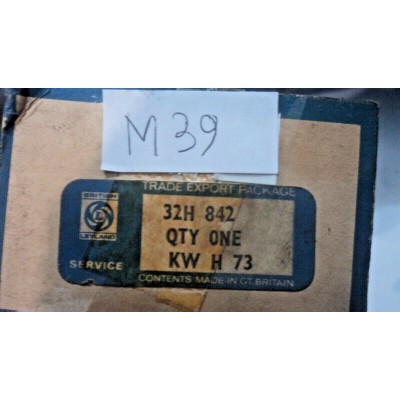 M39
TRADE EXPORT PACKAGE
BRITISH
L
LEYLAND
SERVICE
32H 842
QTY ONE
KW H 73
CONTENTS MADE IN GT. BRITAIN